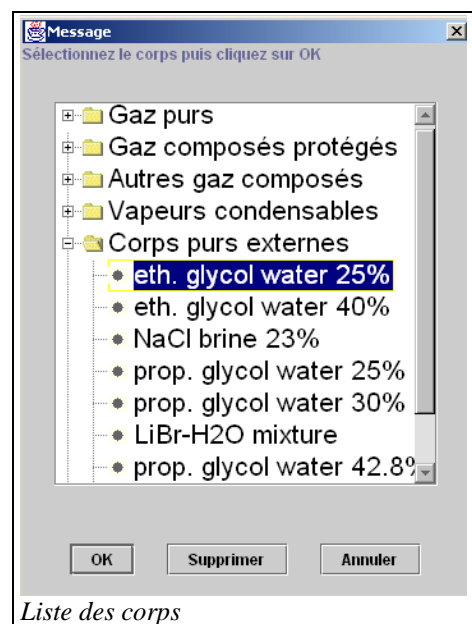 Message
Sélectionnez le corps puis cliquez sur OK
Gaz purs
Gaz composés protégés
Autres gaz composés
Vapeurs condensables
Corps purs externes
eth. glycol water 25%
eth. glycol water 40%
NaCl brine 23%
prop. glycol water 25%
prop. glycol water 30%
LiBr-H2O mixture
prop. glycol water 42.8%
OK Supprimer Annuler
Liste des corps